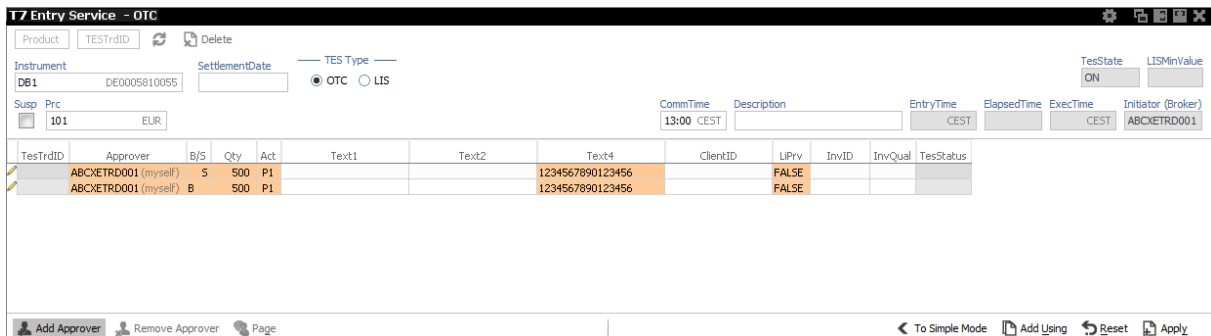 T7 Entry Service - OTC
Product TESTrdID Delete
Instrument SettlementDate TES Type TesState LISMinValue
DB1 DE0005810055 OTC LIS ON
Susp Prc CommTime Description EntryTime ElapsedTime ExecTime Initiator (Broker)
101 EUR 13:00 CEST CEST CEST ABCXETRD001
TesTrdID Approver B/S Qty Act Text1 Text2 Text4 ClientID LiPrv InvID InvQual TesStatus
ABCXETRD001 (myself) S 500 P1 1234567890123456 FALSE
ABCXETRD001 (myself) B 500 P1 1234567890123456 FALSE
Add Approver Remove Approver Page To Simple Mode Add Using Reset Apply